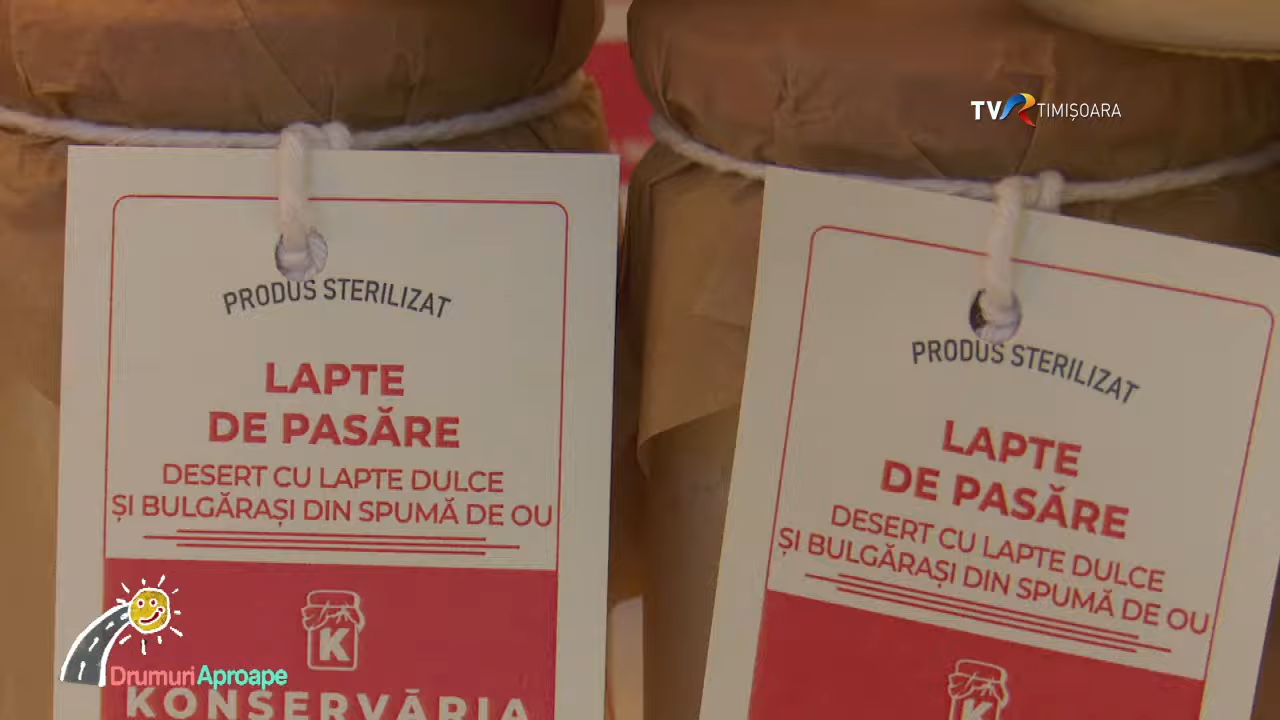 TVR TIMIȘOARA
PRODUS STERILIZAT
LAPTE
DE PASĂRE
DESERT CU LAPTE DULCE
ȘI BULGĂRAȘI DIN SPUMĂ DE OU
K
KONSERVĂRIA
PRODUS STERILIZAT
LAPTE
DE PASĂRE
DESERT CU LAPTE DULCE
ȘI BULGĂRAȘI DIN SPUMĂ DE OU
K
DrumuriAproape